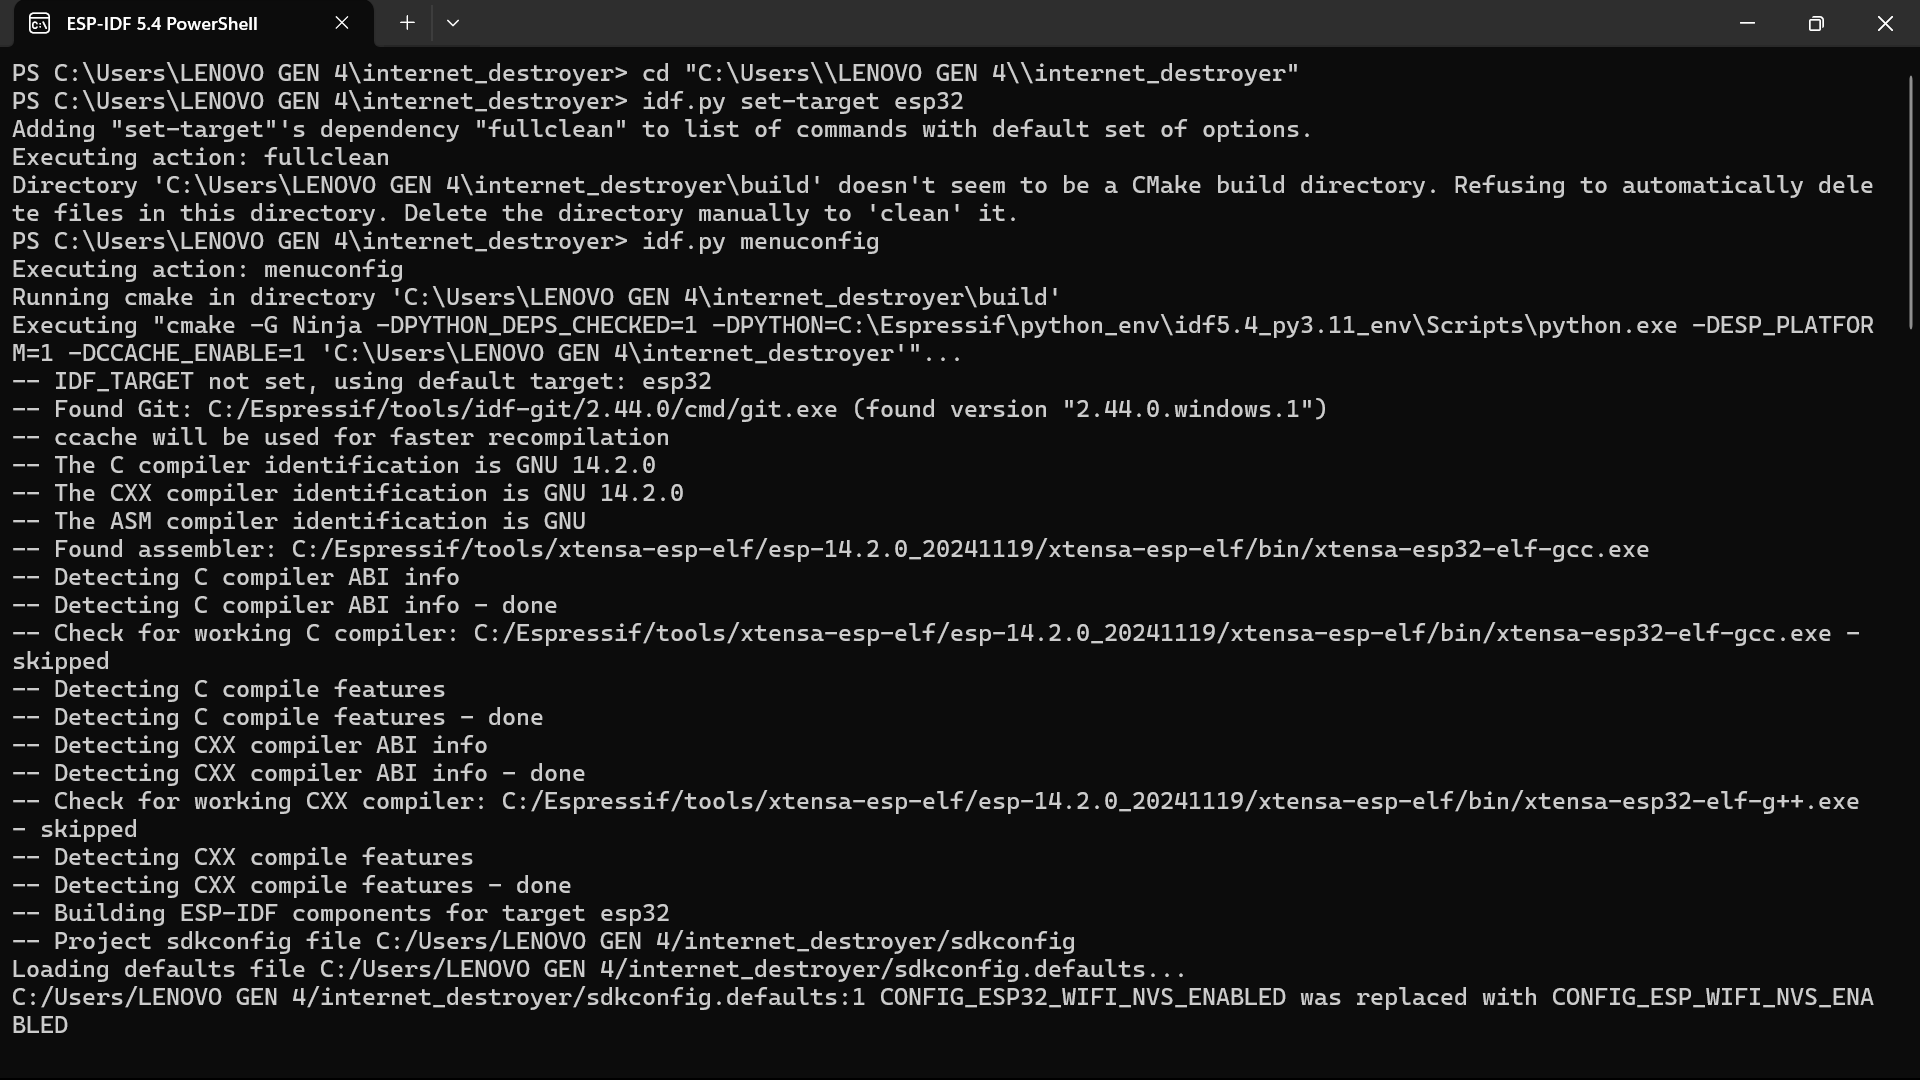 ESP-IDF 5.4 PowerShell
PS C:\Users\LENOVO GEN 4\internet_destroyer> cd "C:\Users\\LENOVO GEN 4\\internet_destroyer"
PS C:\Users\LENOVO GEN 4\internet_destroyer> idf.py set-target esp32
Adding "set-target"'s dependency "fullclean" to list of commands with default set of options.
Executing action: fullclean
Directory 'C:\Users\LENOVO GEN 4\internet_destroyer\build' doesn't seem to be a CMake build directory. Refusing to automatically dele
te files in this directory. Delete the directory manually to 'clean' it.
PS C:\Users\LENOVO GEN 4\internet_destroyer> idf.py menuconfig
Executing action: menuconfig
Running cmake in directory 'C:\Users\LENOVO GEN 4\internet_destroyer\build'
Executing "cmake -G Ninja -DPYTHON_DEPS_CHECKED=1 -DPYTHON=C:\Espressif\python_env\idf5.4_py3.11_env\Scripts\python.exe -DESP_PLATFOR
M=1 -DCCACHE_ENABLE=1 'C:\Users\LENOVO GEN 4\internet_destroyer'"...
-- IDF_TARGET not set, using default target: esp32
-- Found Git: C:/Espressif/tools/idf-git/2.44.0/cmd/git.exe (found version "2.44.0.windows.1")
-- ccache will be used for faster recompilation
-- The C compiler identification is GNU 14.2.0
-- The CXX compiler identification is GNU 14.2.0
-- The ASM compiler identification is GNU
-- Found assembler: C:/Espressif/tools/xtensa-esp-elf/esp-14.2.0_20241119/xtensa-esp-elf/bin/xtensa-esp32-elf-gcc.exe
-- Detecting C compiler ABI info
-- Detecting C compiler ABI info - done
-- Check for working C compiler: C:/Espressif/tools/xtensa-esp-elf/esp-14.2.0_20241119/xtensa-esp-elf/bin/xtensa-esp32-elf-gcc.exe -
skipped
-- Detecting C compile features
-- Detecting C compile features - done
-- Detecting CXX compiler ABI info
-- Detecting CXX compiler ABI info - done
-- Check for working CXX compiler: C:/Espressif/tools/xtensa-esp-elf/esp-14.2.0_20241119/xtensa-esp-elf/bin/xtensa-esp32-elf-g++.exe
- skipped
-- Detecting CXX compile features
-- Detecting CXX compile features - done
-- Building ESP-IDF components for target esp32
-- Project sdkconfig file C:/Users/LENOVO GEN 4/internet_destroyer/sdkconfig
Loading defaults file C:/Users/LENOVO GEN 4/internet_destroyer/sdkconfig.defaults...
C:/Users/LENOVO GEN 4/internet_destroyer/sdkconfig.defaults:1 CONFIG_ESP32_WIFI_NVS_ENABLED was replaced with CONFIG_ESP_WIFI_NVS_ENA
BLED